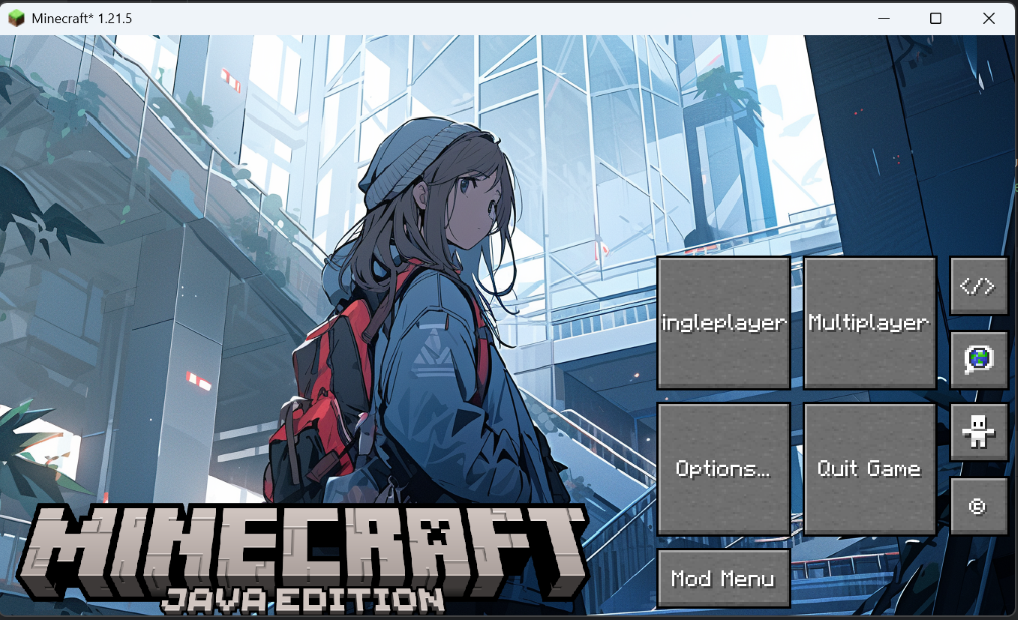 Minecraft* 1.21.5
ingleplayer
Multiplayer
</>
Options...
Quit Game
©
Mod Menu
MINECRAFT
JAVA EDITION